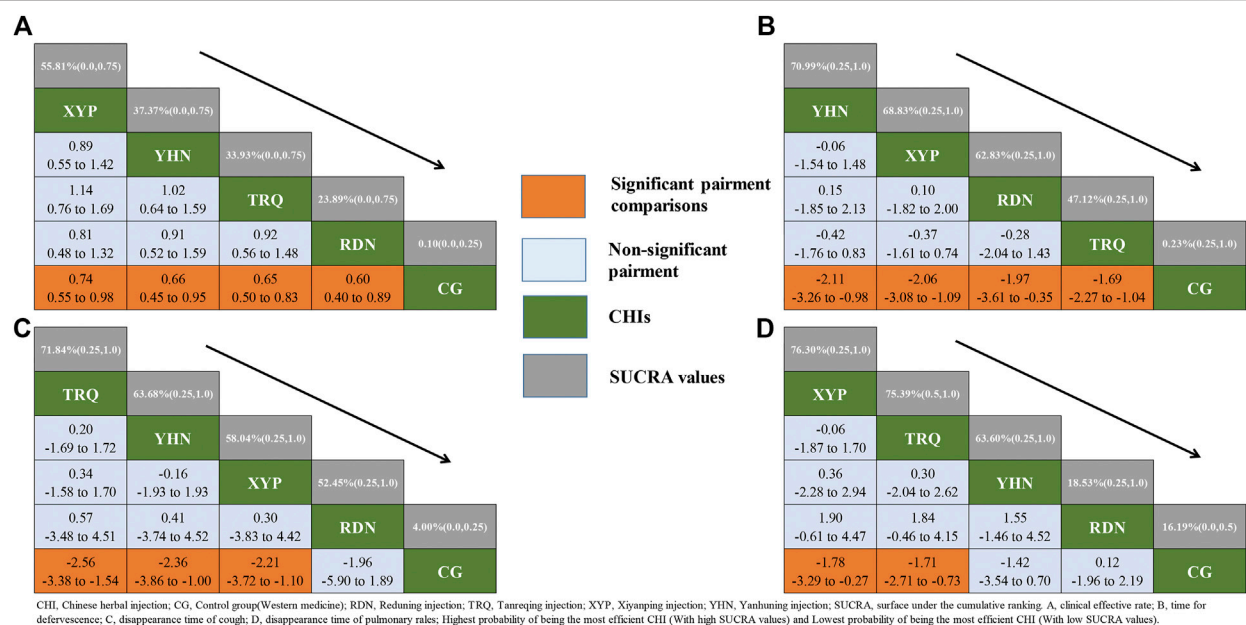 A
55.81%(0.0,0.75)
XYP
37.37%(0.0,0.75)
0.89
0.55 to 1.42
YHN
33.93%(0.0,0.75)
1.14
0.76 to 1.69
1.02
0.64 to 1.59
TRQ
23.89%(0.0,0.75)
0.81
0.48 to 1.32
0.91
0.52 to 1.59
0.92
0.56 to 1.48
RDN
0.10(0.0,0.25)
0.74
0.55 to 0.98
0.66
0.45 to 0.95
0.65
0.50 to 0.83
0.60
0.40 to 0.89
CG
Significant pairment
comparisons
Non-significant
pairment
CHIs
SUCRA values
B
70.99%(0.25,1.0)
YHN
68.83%(0.25,1.0)
-0.06
-1.54 to 1.48
XYP
62.83%(0.25,1.0)
0.15
-1.85 to 2.13
0.10
-1.82 to 2.00
RDN
47.12%(0.25,1.0)
-0.42
-1.76 to 0.83
-0.37
-1.61 to 0.74
-0.28
-2.04 to 1.43
TRQ
0.23%(0.25,1.0)
-2.11
-3.26 to -0.98
-2.06
-3.08 to -1.09
-1.97
-3.61 to -0.35
-1.69
-2.27 to -1.04
CG
C
71.84%(0.25,1.0)
TRQ
63.68%(0.25,1.0)
0.20
-1.69 to 1.72
YHN
58.04%(0.25,1.0)
0.34
-1.58 to 1.70
-0.16
-1.93 to 1.93
XYP
52.45%(0.25,1.0)
0.57
-3.48 to 4.51
0.41
-3.74 to 4.52
0.30
-3.83 to 4.42
RDN
4.00%(0.0,0.25)
-2.56
-3.38 to -1.54
-2.36
-3.86 to -1.00
-2.21
-3.72 to -1.10
-1.96
-5.90 to 1.89
CG
D
76.30%(0.25,1.0)
XYP
75.39%(0.5,1.0)
-0.06
-1.87 to 1.70
TRQ
63.60%(0.25,1.0)
0.36
-2.28 to 2.94
0.30
-2.04 to 2.62
YHN
18.53%(0.25,1.0)
1.90
-0.61 to 4.47
1.84
-0.46 to 4.15
1.55
-1.46 to 4.52
RDN
16.19%(0.0,0.5)
-1.78
-3.29 to -0.27
-1.71
-2.71 to -0.73
-1.42
-3.54 to 0.70
0.12
-1.96 to 2.19
CG
CHI, Chinese herbal injection; CG, Control group(Western medicine); RDN, Reduning injection; TRQ, Tanreqing injection; XYP, Xiyanping injection; YHN, Yanhuning injection; SUCRA, surface under the cumulative ranking. A, clinical effective rate; B, time for
defervescence; C, disappearance time of cough; D, disappearance time of pulmonary rales; Highest probability of being the most efficient CHI (With high SUCRA values) and Lowest probability of being the most efficient CHI (With low SUCRA values).